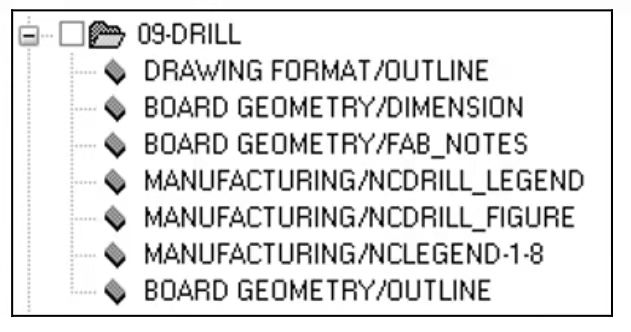 09-DRILL
DRAWING FORMAT/OUTLINE
BOARD GEOMETRY/DIMENSION
BOARD GEOMETRY/FAB_NOTES
MANUFACTURING/NCDRILL_LEGEND
MANUFACTURING/NCDRILL_FIGURE
MANUFACTURING/NCLEGEND-1-8
BOARD GEOMETRY/OUTLINE